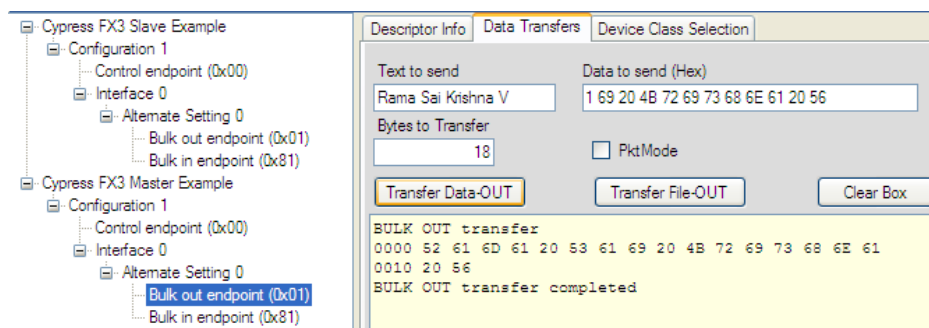 Cypress FX3 Slave Example
Configuration 1
Control endpoint (0x00)
Interface 0
Alternate Setting 0
Bulk out endpoint (0x01)
Bulk in endpoint (0x81)
Cypress FX3 Master Example
Configuration 1
Control endpoint (0x00)
Interface 0
Alternate Setting 0
Bulk out endpoint (0x01)
Bulk in endpoint (0x81)
Descriptor Info Data Transfers Device Class Selection
Text to send Data to send (Hex)
Rama Sai Krishna V 1 69 20 4B 72 69 73 68 6E 61 20 56
Bytes to Transfer
18 PktMode
Transfer Data-OUT Transfer File-OUT Clear Box
BULK OUT transfer
0000 52 61 6D 61 20 53 61 69 20 4B 72 69 73 68 6E 61
0010 20 56
BULK OUT transfer completed